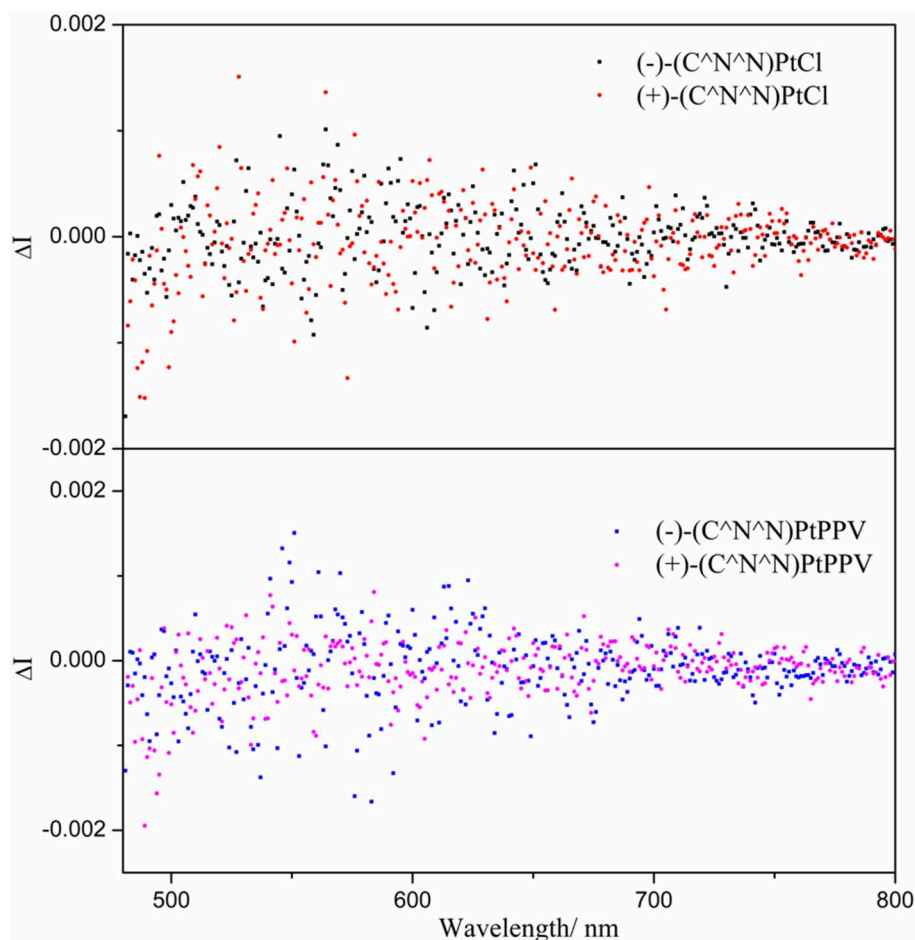 0.002
(-)-(C^N^N)PtCl
(+)-(C^N^N)PtCl
0.000
ΔI
-0.002
0.002
(-)-(C^N^N)PtPPV
(+)-(C^N^N)PtPPV
0.000
ΔI
-0.002
500 600 700 800
Wavelength/ nm